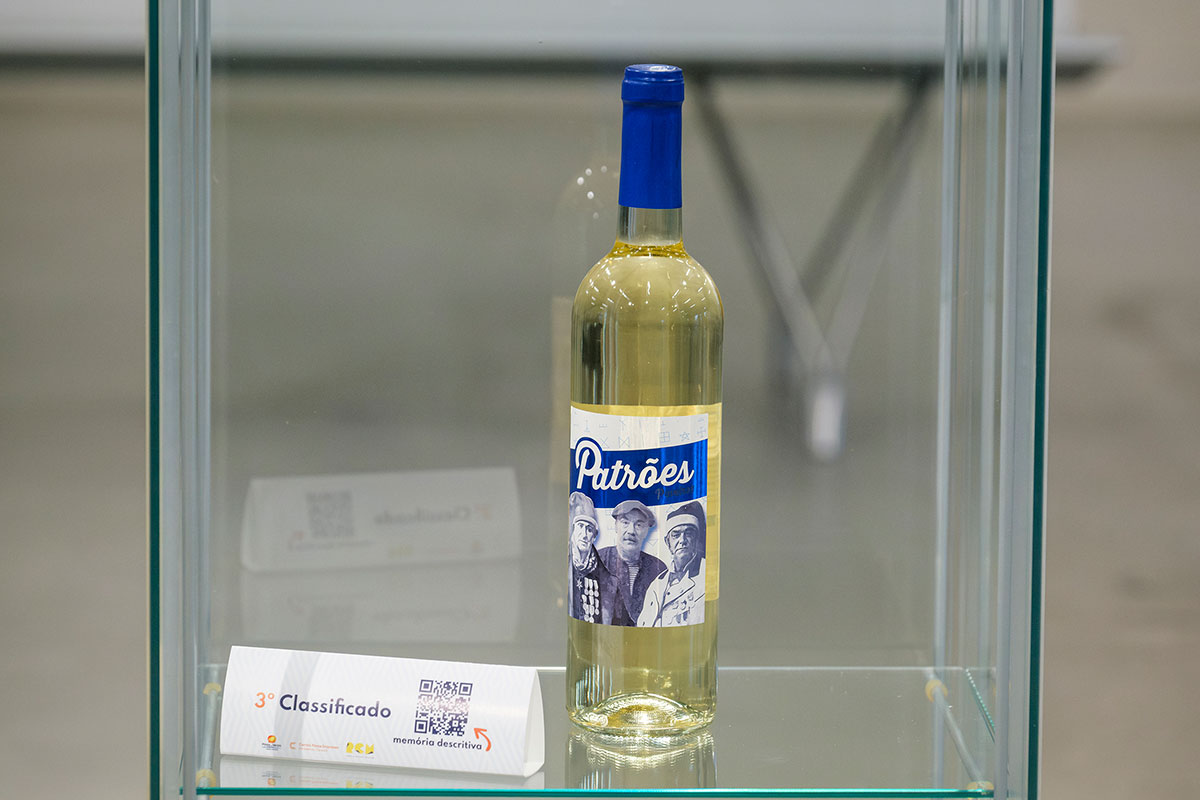 Patrões
3º Classificado
memória descritiva